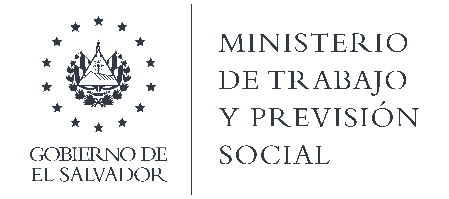 GOBIERNO DE
EL SALVADOR
MINISTERIO
DE TRABAJO
Y PREVISIÓN
SOCIAL